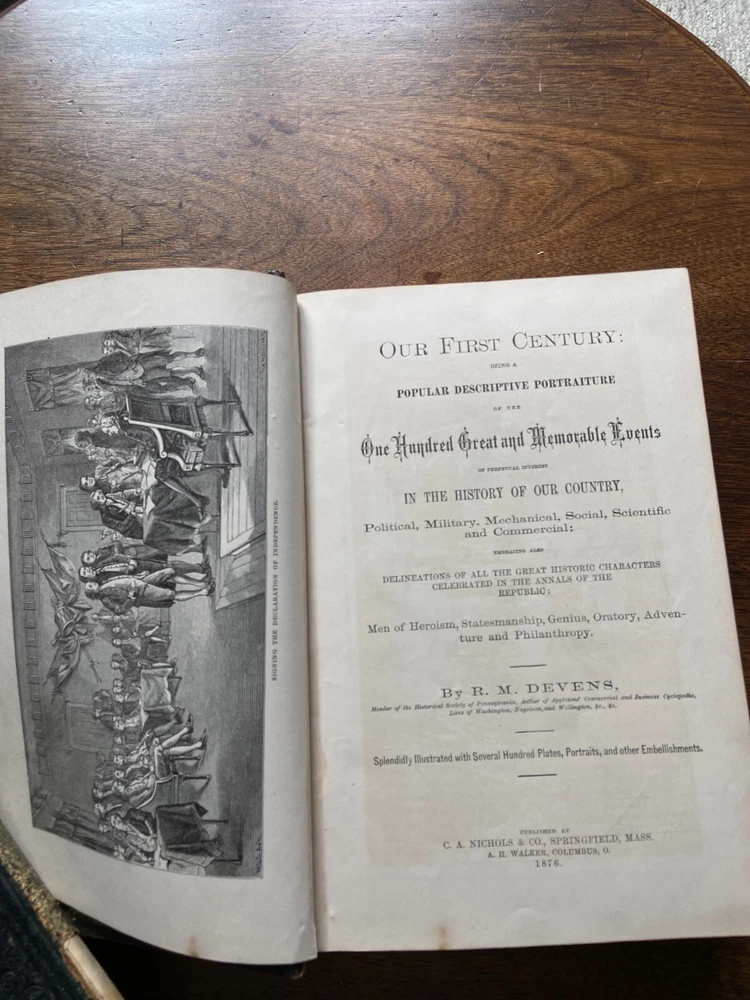 SIGNING THE DECLARATION OF INDEPENDENCE.
OUR FIRST CENTURY:
BEING A
POPULAR DESCRIPTIVE PORTRAITURE
OF THE
One Hundred Great and Memorable Events
OF PERPETUAL INTEREST
IN THE HISTORY OF OUR COUNTRY,
Political, Military, Mechanical, Social, Scientific
and Commercial:
EMBRACING ALSO
DELINEATIONS OF ALL THE GREAT HISTORIC CHARACTERS
CELEBRATED IN THE ANNALS OF THE
REPUBLIC;
Men of Heroism, Statesmanship, Genius, Oratory, Adven-
ture and Philanthropy.
By R. M. DEVENS,
Member of the Historical Society of Pennsylvania, Author of Appletons' Commercial and Business Cyclopedia,
Lives of Washington, Napoleon, and Wellington, &c., &c.
Splendidly Illustrated with Several Hundred Plates, Portraits, and other Embellishments.
PUBLISHED BY
C. A. NICHOLS & CO., SPRINGFIELD, MASS.
A. H. WALKER, COLUMBUS, O.
1876.